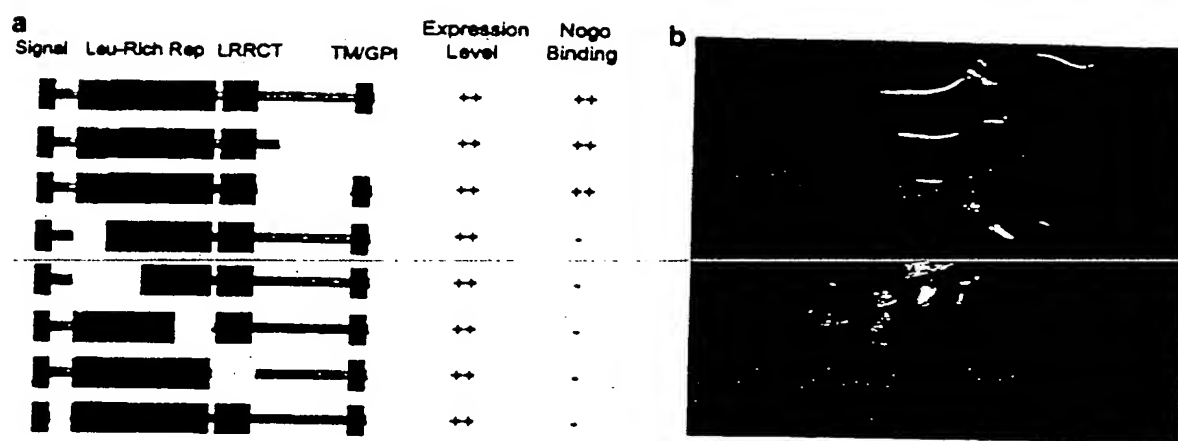 a
Signal Leu-Rich Rep LRRCT TM/GPI Expression Level Nogo Binding
++ ++
++ ++
++ ++
++ -
++ -
++ -
++ -
++ -
b